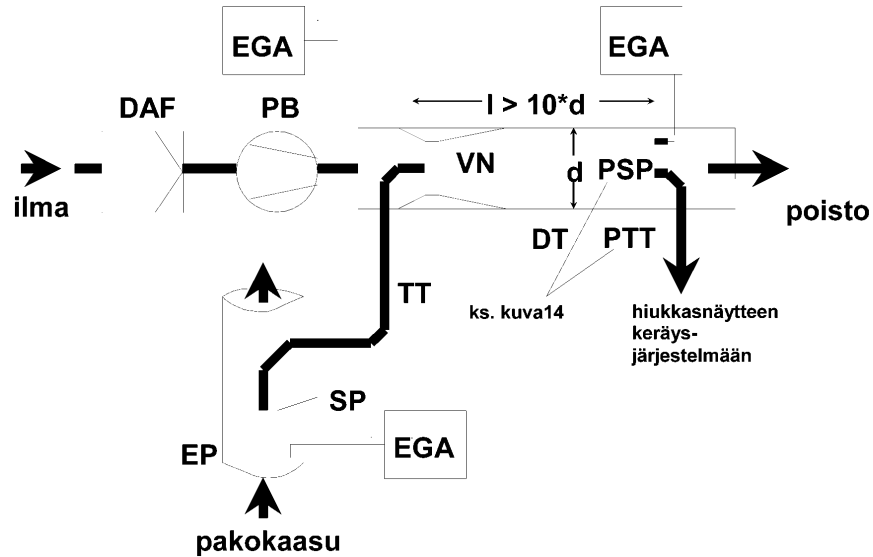 EGA
EGA
l > 10*d
DAF
PB
VN
d
PSP
ilma
poisto
DT
PTT
TT
ks. kuva14
hiukkasnäytteen
keräys-
järjestelmään
SP
EP
EGA
pakokaasu